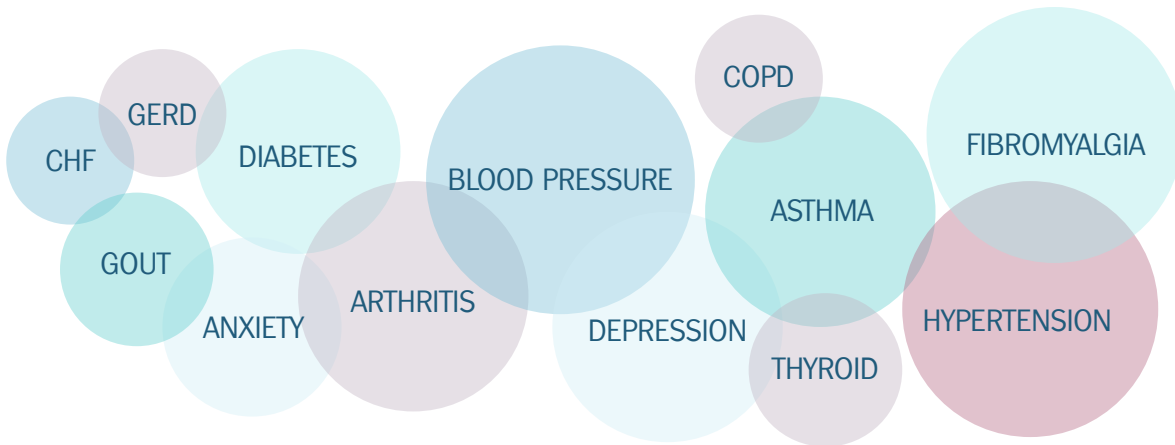 COPD
GERD
FIBROMYALGIA
CHF
DIABETES
BLOOD PRESSURE
ASTHMA
GOUT
ARTHRITIS
ANXIETY
DEPRESSION
HYPERTENSION
THYROID